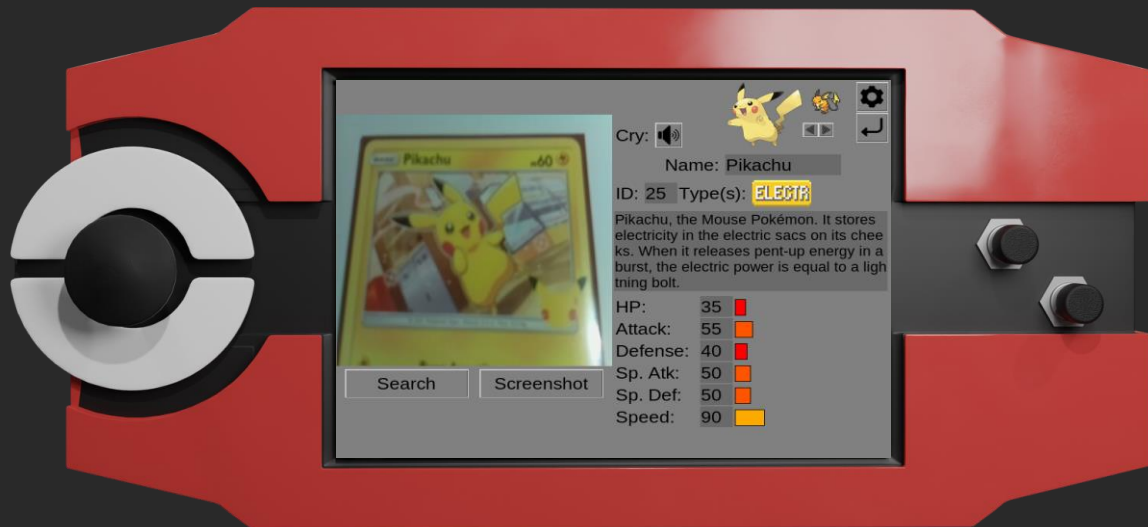 Pikachu 60
Search
Screenshot
Cry:
Name: Pikachu
ID: 25 Type(s): ELECTR
Pikachu, the Mouse Pokémon. It stores
electricity in the electric sacs on its chee
ks. When it releases pent-up energy in a
burst, the electric power is equal to a ligh
tning bolt.
HP: 35
Attack: 55
Defense: 40
Sp. Atk: 50
Sp. Def: 50
Speed: 90